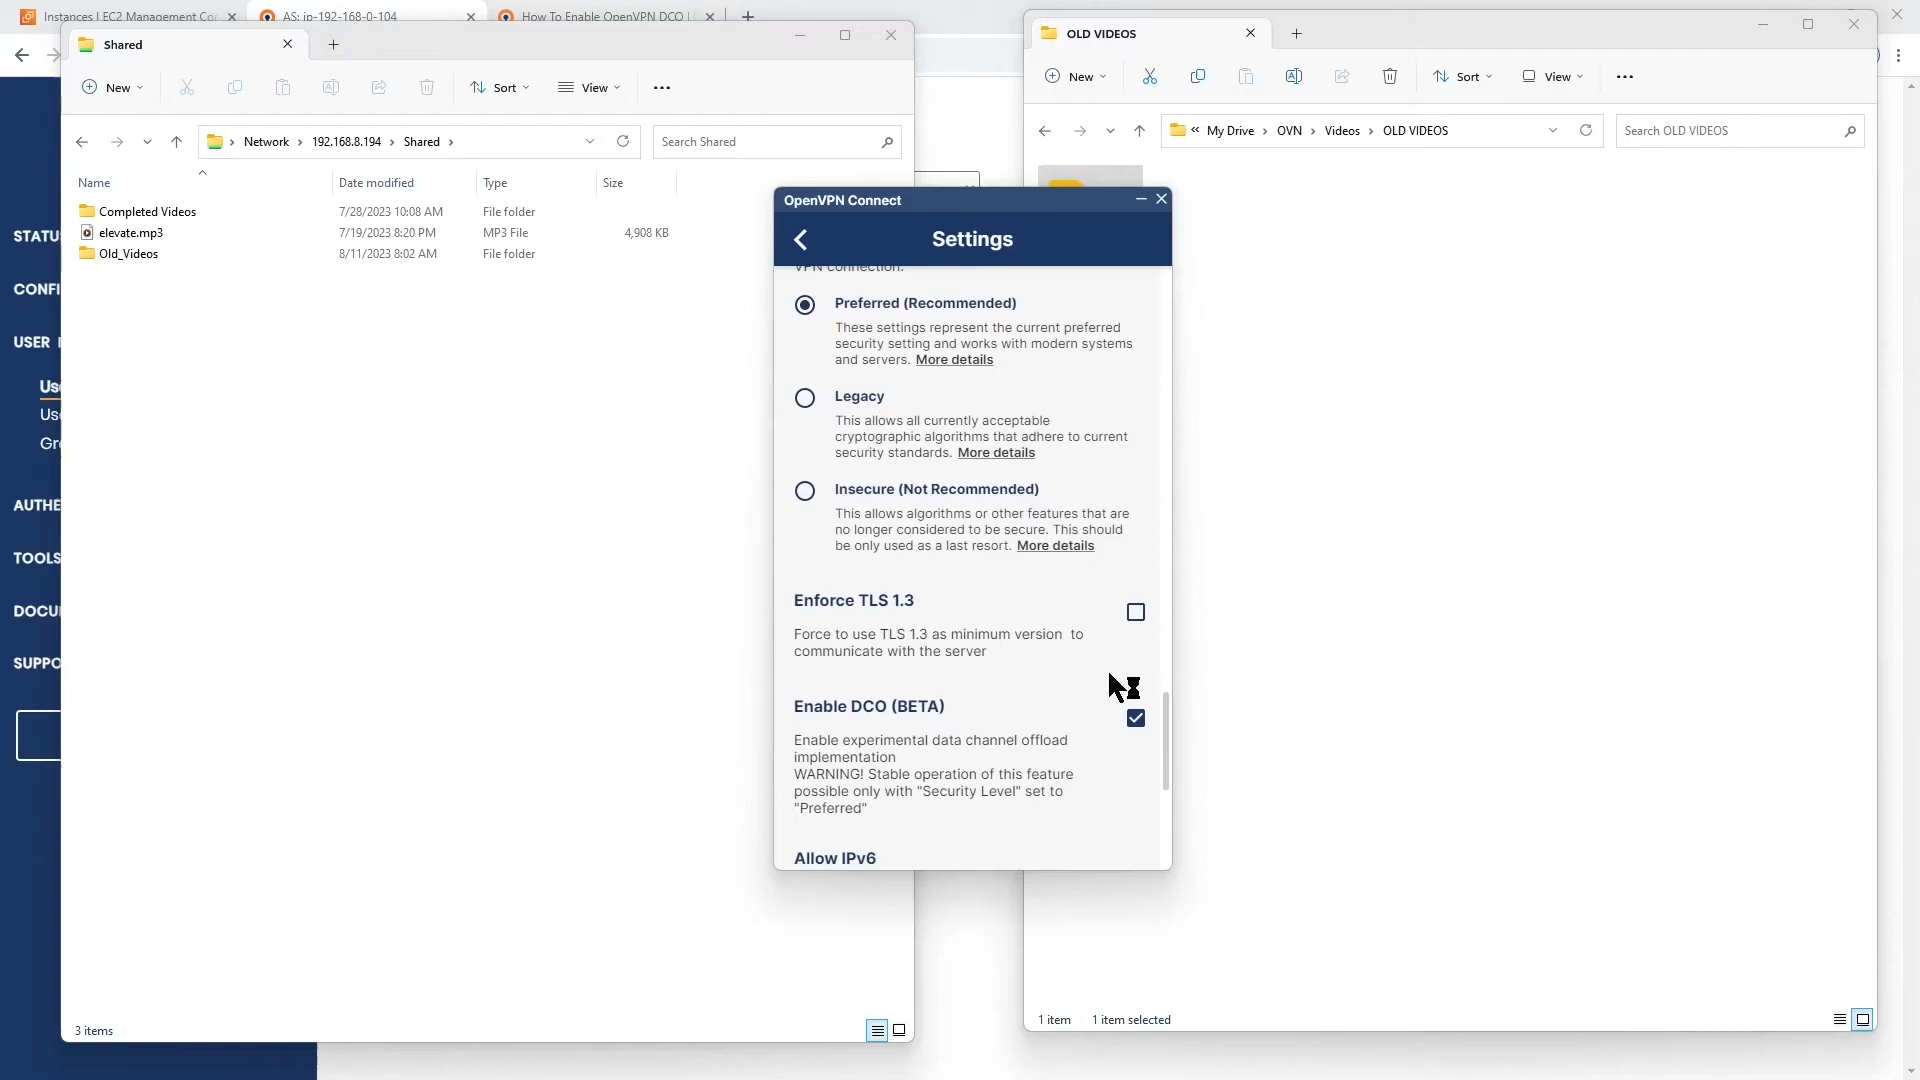 Instances | EC2 Management Con
AS: ip-192-168-0-104
How To Enable OpenVPN DCO |
Shared
New
Sort
View
Network > 192.168.8.194 > Shared >
Search Shared
Name
Date modified
Type
Size
Completed Videos
7/28/2023 10:08 AM
File folder
elevate.mp3
7/19/2023 8:20 PM
MP3 File
4,908 KB
Old_Videos
8/11/2023 8:02 AM
File folder
3 items
STATU
CONFI
USER
Use
Use
Gro
AUTHE
TOOLS
DOCU
SUPPO
OpenVPN Connect
Settings
VPN connection.
Preferred (Recommended)
These settings represent the current preferred
security setting and works with modern systems
and servers. More details
Legacy
This allows all currently acceptable
cryptographic algorithms that adhere to current
security standards. More details
Insecure (Not Recommended)
This allows algorithms or other features that are
no longer considered to be secure. This should
be only used as a last resort. More details
Enforce TLS 1.3
Force to use TLS 1.3 as minimum version to
communicate with the server
Enable DCO (BETA)
Enable experimental data channel offload
implementation
WARNING! Stable operation of this feature
possible only with "Security Level" set to
"Preferred"
Allow IPv6
OLD VIDEOS
New
Sort
View
« My Drive > OVN > Videos > OLD VIDEOS
Search OLD VIDEOS
1 item
1 item selected